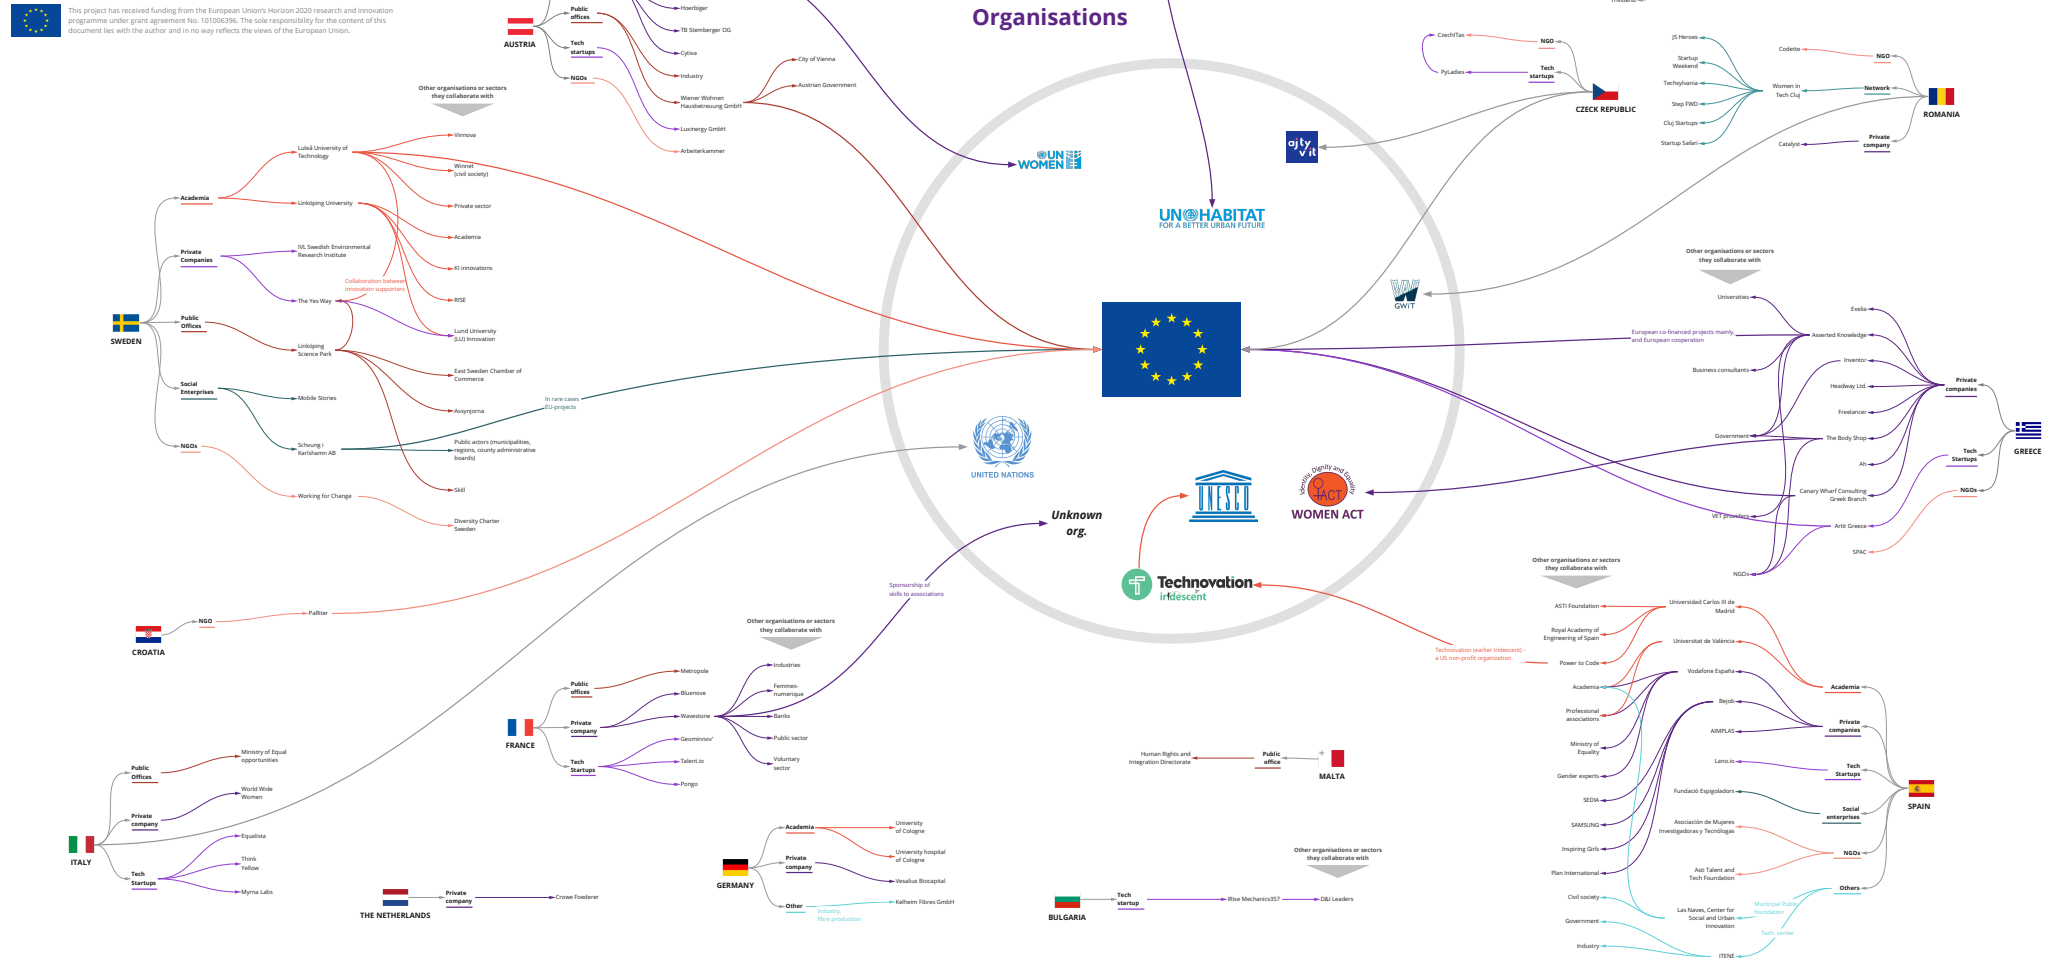 This project has received funding from the European Union's Horizon 2020 research and innovation
programme under grant agreement No. 101006396. The sole responsibility for the content of this
document lies with the author and in no way reflects the views of the European Union.
Organisations
AUSTRIA
Public
offices
Tech
startups
NGOs
Hoerbiger
TB Stemberger OG
Cytiva
Industry
Wiener Wohnen
Hausbetreuung GmbH
Luxinergy GmbH
Arbeiterkammer
City of Vienna
Austrian Government
Other organisations or sectors
they collaborate with
SWEDEN
Academia
Private
Companies
Public
Offices
Social
Enterprises
NGOs
Luleå University of
Technology
Linköping University
IVL Swedish Environmental
Research Institute
The Yes Way
Linköping
Science Park
Mobile Stories
Schvung i
Karlshamn AB
Working for Change
Collaboration between
innovation supporters
Vinnova
Winnet
(civil society)
Private sector
Academia
KI innovations
RISE
Lund University
(LU) Innovation
East Sweden Chamber of
Commerce
Assynjorna
Public actors (municipalities,
regions, county administrative
boards)
Skill
Diversity Charter
Sweden
In rare cases
EU-projects
CROATIA
NGO
PaRiter
ITALY
Public
Offices
Private
company
Tech
Startups
Ministry of Equal
opportunities
World Wide
Women
Equalista
Think
Yellow
Myrna Labs
THE NETHERLANDS
Private
company
Crowe Foederer
FRANCE
Public
offices
Private
company
Tech
Startups
Metropole
Bluenove
Wavestone
Geominnov'
Talent.io
Pongo
Other organisations or sectors
they collaborate with
Industries
Femmes-
numerique
Banks
Public sector
Voluntary
sector
Sponsorship of
skills to associations
GERMANY
Academia
Private
company
Other
Industry,
fibre production
University
of Cologne
University hospital
of Cologne
Vesalius Biocapital
Kelheim Fibres GmbH
UN
WOMEN
UN HABITAT
FOR A BETTER URBAN FUTURE
ajty
vit
GWiT
UNITED NATIONS
Unknown
org.
UNESCO
Identity, Dignity and Equality
ACT
WOMEN ACT
Technovation
iridescent
CZECH REPUBLIC
NGO
Tech
startups
CzechITas
PyLadies
ROMANIA
NGO
Network
Private
company
Codette
Women in
Tech Cluj
Catalyst
JS Heroes
Startup
Weekend
Techsylvania
Step FWD
Cluj Startups
Startup Safari
Other organisations or sectors
they collaborate with
GREECE
Private
companies
Tech
Startups
NGOs
Exelia
Asserted Knowledge
Inventor
Headway Ltd.
Freelancer
The Body Shop
Ah
Canary Wharf Consulting
Greek Branch
Artit Greece
SPAC
Universities
European co-financed projects mainly,
and European cooperation
Business consultants
Government
VET providers
NGOs
MALTA
Public
office
Human Rights and
Integration Directorate
BULGARIA
Tech
startup
IRise Mechanics357
D&I Leaders
Other organisations or sectors
they collaborate with
Other organisations or sectors
they collaborate with
SPAIN
Academia
Private
companies
Tech
Startups
Social
enterprises
NGOs
Others
Universidad Carlos III de
Madrid
Universitat de València
Vodafone España
Bejob
AIMPLAS
Lano.io
Fundació Espigoladors
Asociación de Mujeres
Investigadoras y Tecnólogas
Asti Talent and
Tech Foundation
Las Naves, Center for
Social and Urban
Innovation
ITENE
Municipal Public
foundation
Tech. center
ASTI Foundation
Royal Academy of
Engineering of Spain
Power to Code
Technovation (earlier Iridescent) -
a US non-profit organization.
Academia
Professional
associations
Ministry of
Equality
Gender experts
SEDIA
SAMSUNG
Inspiring Girls
Plan International
Civil society
Government
Industry